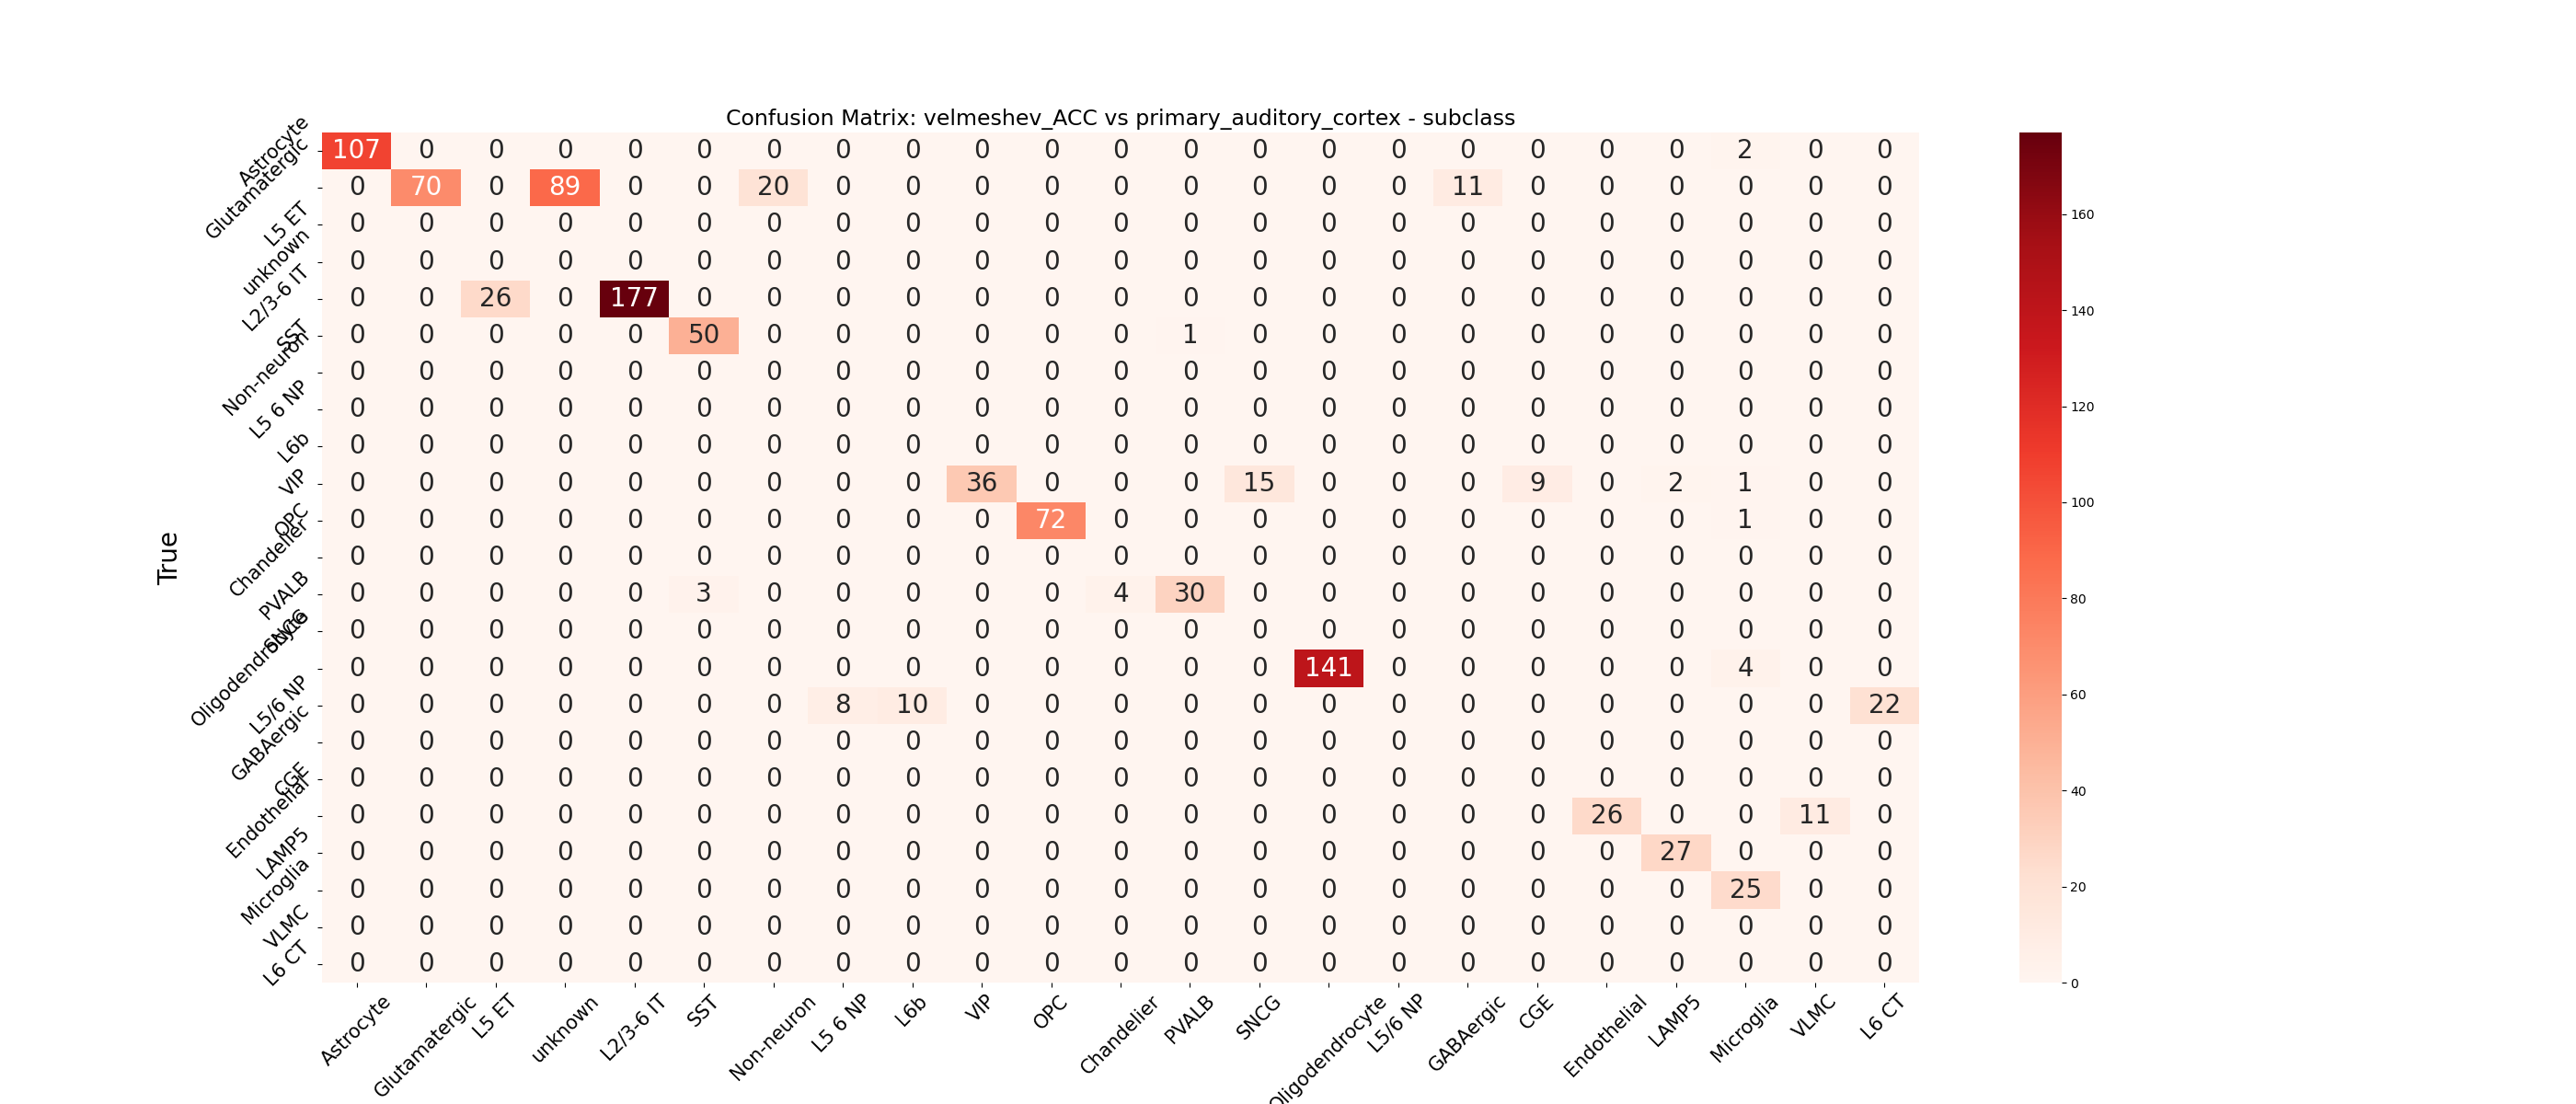 Confusion Matrix: velmeshev_ACC vs primary_auditory_cortex - subclass
True
Astrocyte 107 0 0 0 0 0 0 0 0 0 0 0 0 0 0 0 0 0 0 0 2 0 0
Glutamatergic 0 70 0 89 0 0 20 0 0 0 0 0 0 0 0 0 11 0 0 0 0 0 0
L5 ET 0 0 0 0 0 0 0 0 0 0 0 0 0 0 0 0 0 0 0 0 0 0 0
unknown 0 0 0 0 0 0 0 0 0 0 0 0 0 0 0 0 0 0 0 0 0 0 0
L2/3-6 IT 0 0 26 0 177 0 0 0 0 0 0 0 0 0 0 0 0 0 0 0 0 0 0
SST 0 0 0 0 0 50 0 0 0 0 0 0 1 0 0 0 0 0 0 0 0 0 0
Non-neuron 0 0 0 0 0 0 0 0 0 0 0 0 0 0 0 0 0 0 0 0 0 0 0
L5 6 NP 0 0 0 0 0 0 0 0 0 0 0 0 0 0 0 0 0 0 0 0 0 0 0
L6b 0 0 0 0 0 0 0 0 0 0 0 0 0 0 0 0 0 0 0 0 0 0 0
VIP 0 0 0 0 0 0 0 0 0 36 0 0 0 15 0 0 0 9 0 2 1 0 0
OPC 0 0 0 0 0 0 0 0 0 0 72 0 0 0 0 0 0 0 0 0 1 0 0
Chandelier 0 0 0 0 0 0 0 0 0 0 0 0 0 0 0 0 0 0 0 0 0 0 0
PVALB 0 0 0 0 0 3 0 0 0 0 0 4 30 0 0 0 0 0 0 0 0 0 0
SNCG 0 0 0 0 0 0 0 0 0 0 0 0 0 0 0 0 0 0 0 0 0 0 0
Oligodendrocyte 0 0 0 0 0 0 0 0 0 0 0 0 0 0 141 0 0 0 0 0 4 0 0
L5/6 NP 0 0 0 0 0 0 0 8 10 0 0 0 0 0 0 0 0 0 0 0 0 0 22
GABAergic 0 0 0 0 0 0 0 0 0 0 0 0 0 0 0 0 0 0 0 0 0 0 0
CGE 0 0 0 0 0 0 0 0 0 0 0 0 0 0 0 0 0 0 0 0 0 0 0
Endothelial 0 0 0 0 0 0 0 0 0 0 0 0 0 0 0 0 0 0 26 0 0 11 0
LAMP5 0 0 0 0 0 0 0 0 0 0 0 0 0 0 0 0 0 0 0 27 0 0 0
Microglia 0 0 0 0 0 0 0 0 0 0 0 0 0 0 0 0 0 0 0 0 25 0 0
VLMC 0 0 0 0 0 0 0 0 0 0 0 0 0 0 0 0 0 0 0 0 0 0 0
L6 CT 0 0 0 0 0 0 0 0 0 0 0 0 0 0 0 0 0 0 0 0 0 0 0
Astrocyte Glutamatergic L5 ET unknown L2/3-6 IT SST Non-neuron L5 6 NP L6b VIP OPC Chandelier PVALB SNCG Oligodendrocyte L5/6 NP GABAergic CGE Endothelial LAMP5 Microglia VLMC L6 CT
160
140
120
100
80
60
40
20
0